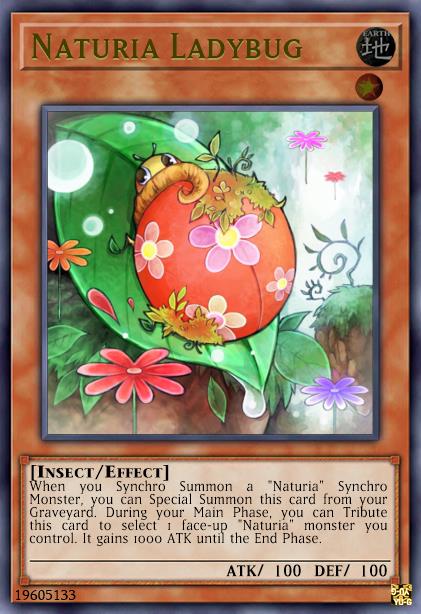 Naturia Ladybug
EARTH
地
[Insect/Effect]
When you Synchro Summon a "Naturia" Synchro
Monster, you can Special Summon this card from your
Graveyard. During your Main Phase, you can Tribute
this card to select 1 face-up "Naturia" monster you
control. It gains 1000 ATK until the End Phase.
ATK/ 100 DEF/ 100
19605133